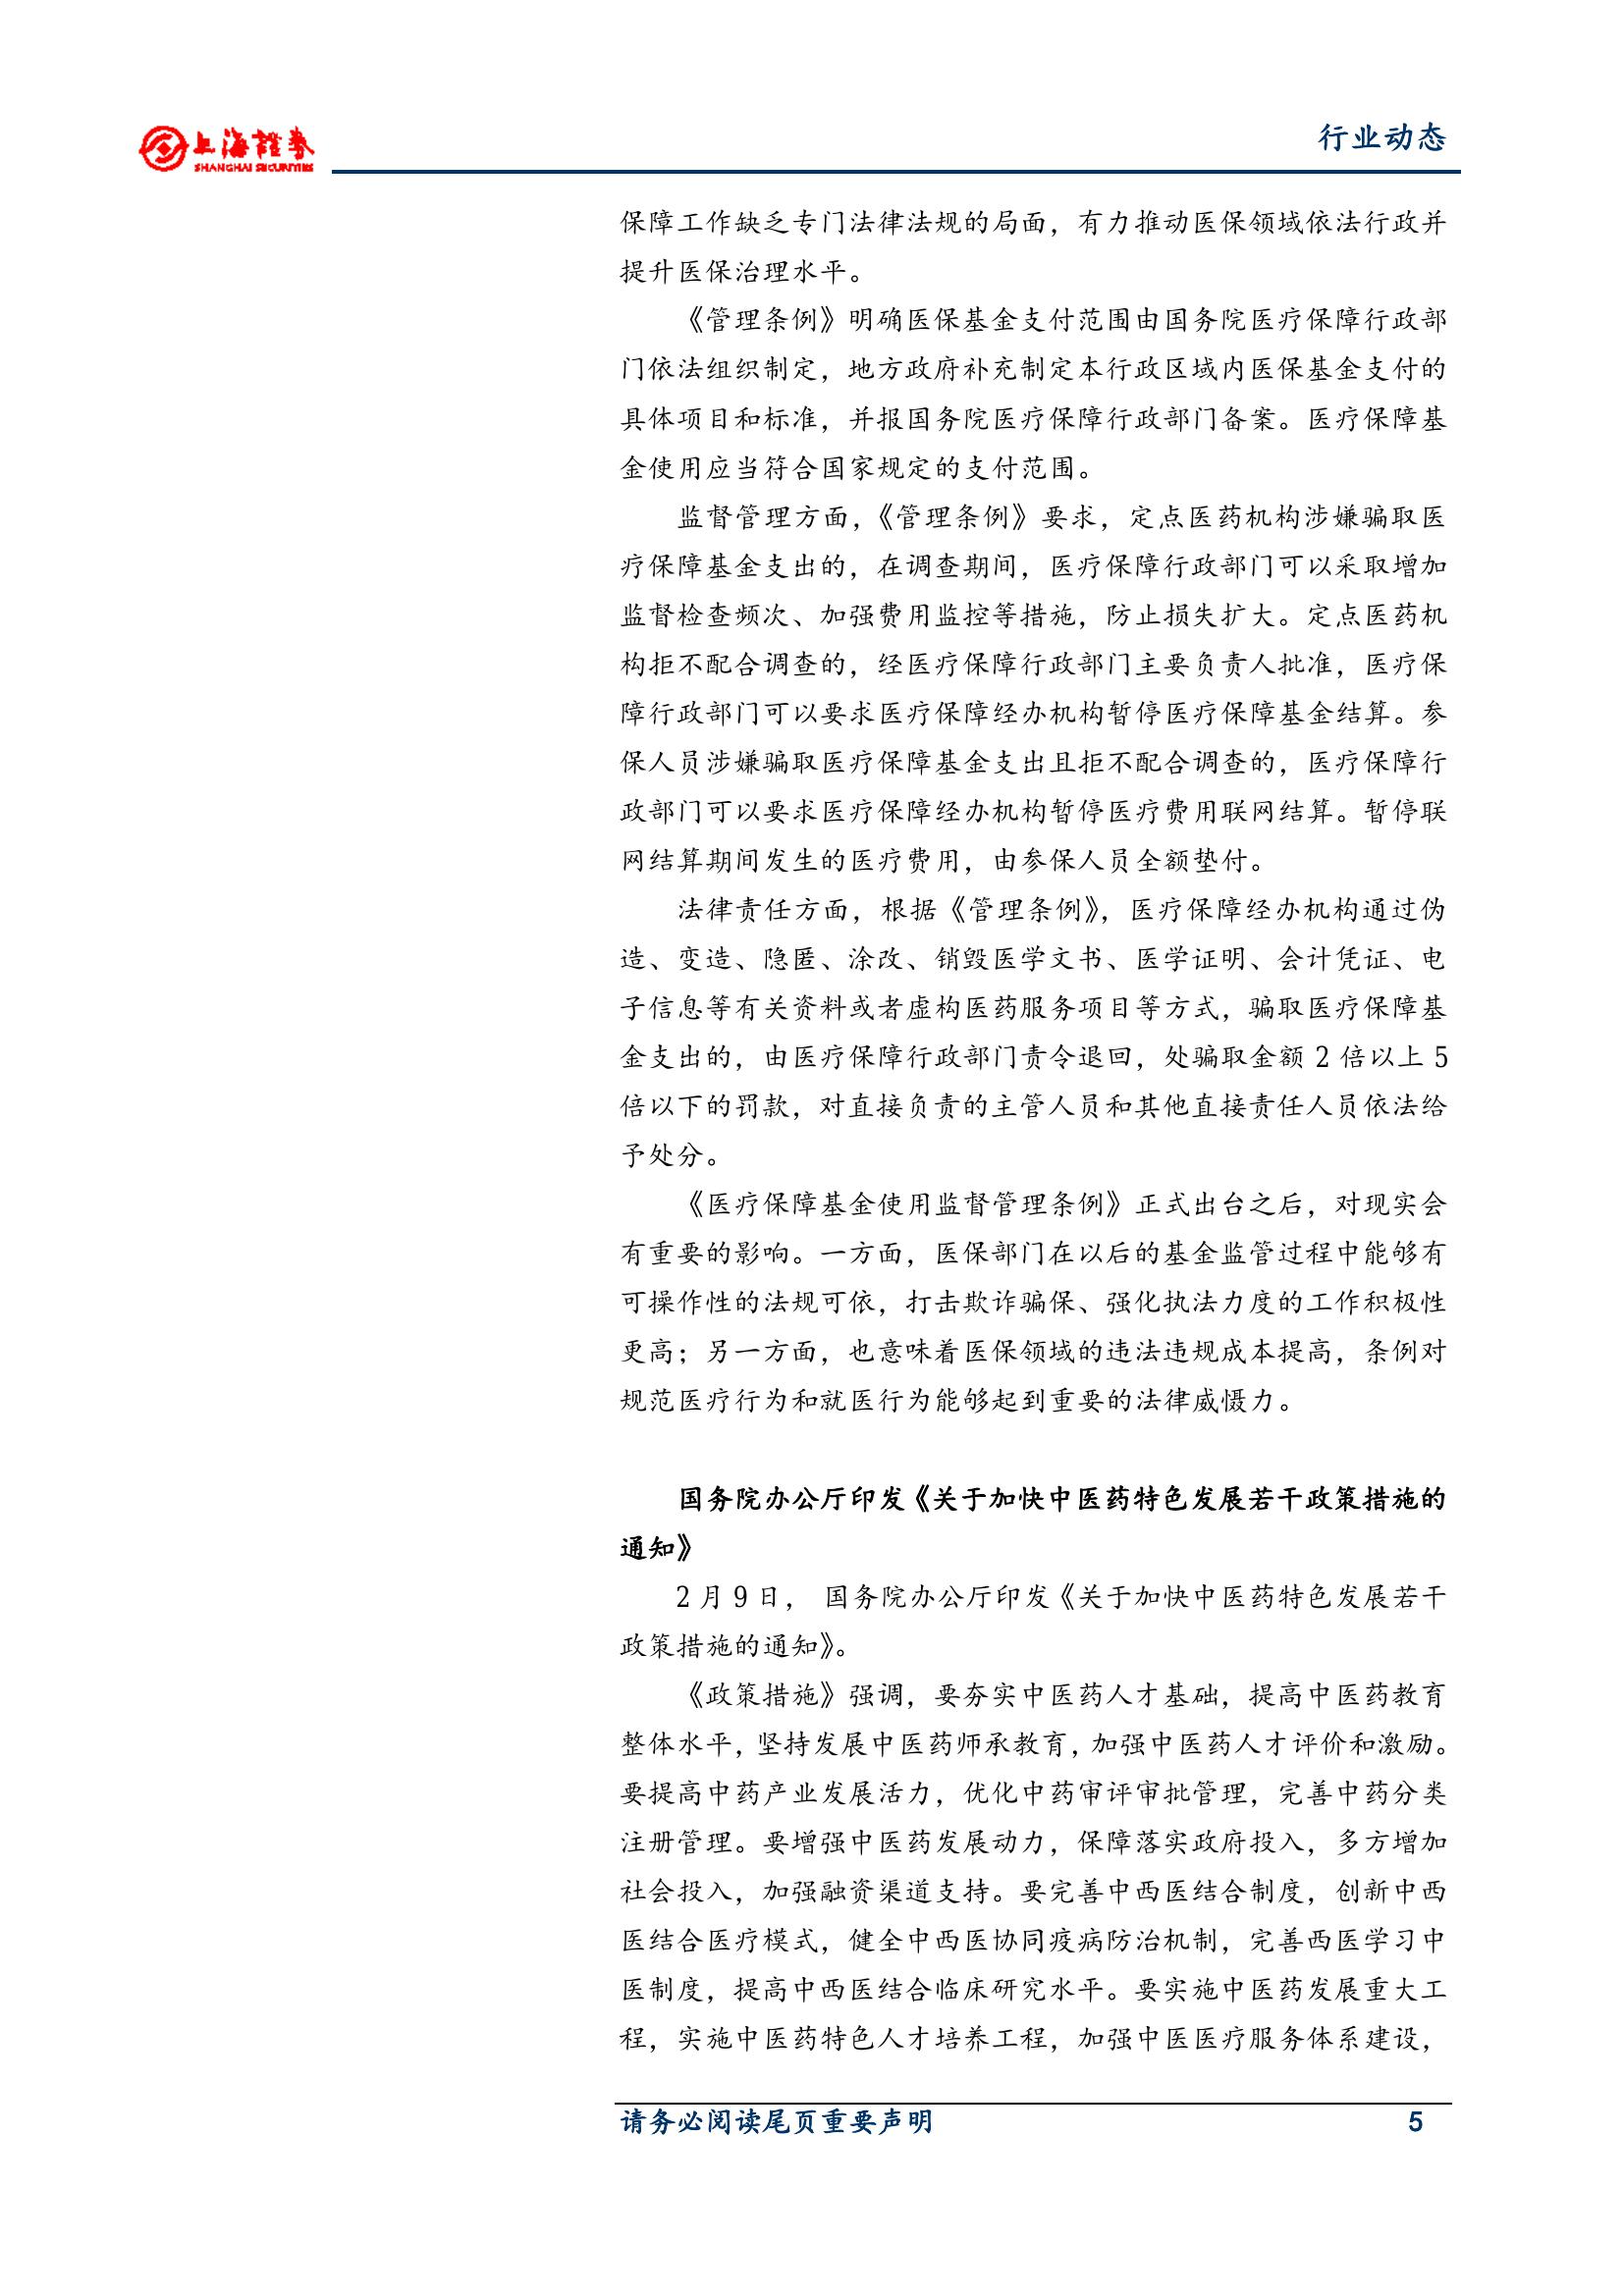 上海證券
SHANGHAI SECURITIES
行业动态
保障工作缺乏专门法律法规的局面，有力推动医保领域依法行政并
提升医保治理水平。
《管理条例》明确医保基金支付范围由国务院医疗保障行政部
门依法组织制定，地方政府补充制定本行政区域内医保基金支付的
具体项目和标准，并报国务院医疗保障行政部门备案。医疗保障基
金使用应当符合国家规定的支付范围。
监督管理方面，《管理条例》要求，定点医药机构涉嫌骗取医
疗保障基金支出的，在调查期间，医疗保障行政部门可以采取增加
监督检查频次、加强费用监控等措施，防止损失扩大。定点医药机
构拒不配合调查的，经医疗保障行政部门主要负责人批准，医疗保
障行政部门可以要求医疗保障经办机构暂停医疗保障基金结算。参
保人员涉嫌骗取医疗保障基金支出且拒不配合调查的，医疗保障行
政部门可以要求医疗保障经办机构暂停医疗费用联网结算。暂停联
网结算期间发生的医疗费用，由参保人员全额垫付。
法律责任方面，根据《管理条例》，医疗保障经办机构通过伪
造、变造、隐匿、涂改、销毁医学文书、医学证明、会计凭证、电
子信息等有关资料或者虚构医药服务项目等方式，骗取医疗保障基
金支出的，由医疗保障行政部门责令退回，处骗取金额 2 倍以上 5
倍以下的罚款，对直接负责的主管人员和其他直接责任人员依法给
予处分。
《医疗保障基金使用监督管理条例》正式出台之后，对现实会
有重要的影响。一方面，医保部门在以后的基金监管过程中能够有
可操作性的法规可依，打击欺诈骗保、强化执法力度的工作积极性
更高；另一方面，也意味着医保领域的违法违规成本提高，条例对
规范医疗行为和就医行为能够起到重要的法律威慑力。
国务院办公厅印发《关于加快中医药特色发展若干政策措施的
通知》
2 月 9 日， 国务院办公厅印发《关于加快中医药特色发展若干
政策措施的通知》。
《政策措施》强调，要夯实中医药人才基础，提高中医药教育
整体水平，坚持发展中医药师承教育，加强中医药人才评价和激励。
要提高中药产业发展活力，优化中药审评审批管理，完善中药分类
注册管理。要增强中医药发展动力，保障落实政府投入，多方增加
社会投入，加强融资渠道支持。要完善中西医结合制度，创新中西
医结合医疗模式，健全中西医协同疫病防治机制，完善西医学习中
医制度，提高中西医结合临床研究水平。要实施中医药发展重大工
程，实施中医药特色人才培养工程，加强中医医疗服务体系建设，
请务必阅读尾页重要声明 5